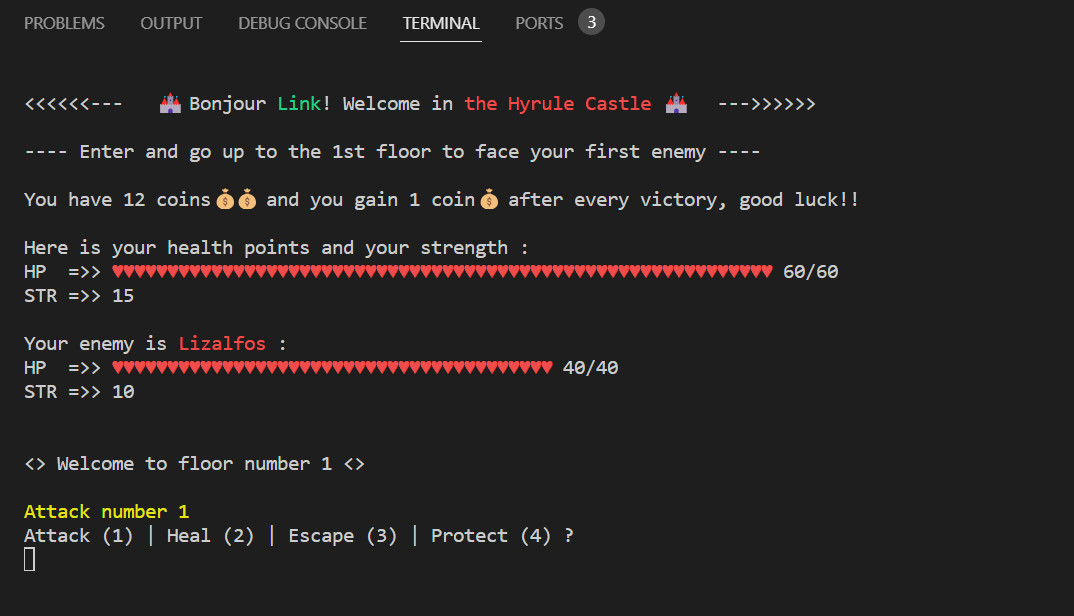 PROBLEMS OUTPUT DEBUG CONSOLE TERMINAL PORTS 3
<<<<<<--- 🏰 Bonjour Link! Welcome in the Hyrule Castle 🏰 --->>>>>>
---- Enter and go up to the 1st floor to face your first enemy ----
You have 12 coins💰💰 and you gain 1 coin💰 after every victory, good luck!!
Here is your health points and your strength :
HP =>> ♥♥♥♥♥♥♥♥♥♥♥♥♥♥♥♥♥♥♥♥♥♥♥♥♥♥♥♥♥♥♥♥♥♥♥♥♥♥♥♥♥♥♥♥♥♥♥♥♥♥♥♥♥♥♥♥♥♥♥♥ 60/60
STR =>> 15
Your enemy is Lizalfos :
HP =>> ♥♥♥♥♥♥♥♥♥♥♥♥♥♥♥♥♥♥♥♥♥♥♥♥♥♥♥♥♥♥♥♥♥♥♥♥♥♥♥♥ 40/40
STR =>> 10
<> Welcome to floor number 1 <>
Attack number 1
Attack (1) | Heal (2) | Escape (3) | Protect (4) ?